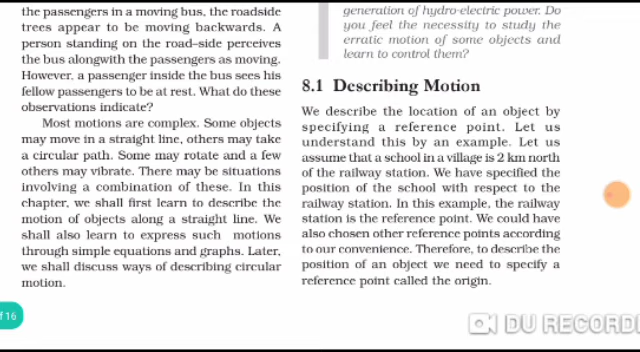 the passengers in a moving bus, the roadside
trees appear to be moving backwards. A
person standing on the road-side perceives
the bus alongwith the passengers as moving.
However, a passenger inside the bus sees his
fellow passengers to be at rest. What do these
observations indicate?
Most motions are complex. Some objects
may move in a straight line, others may take
a circular path. Some may rotate and a few
others may vibrate. There may be situations
involving a combination of these. In this
chapter, we shall first learn to describe the
motion of objects along a straight line. We
shall also learn to express such motions
through simple equations and graphs. Later,
we shall discuss ways of describing circular
motion.
generation of hydro-electric power. Do
you feel the necessity to study the
erratic motion of some objects and
learn to control them?
8.1 Describing Motion
We describe the location of an object by
specifying a reference point. Let us
understand this by an example. Let us
assume that a school in a village is 2 km north
of the railway station. We have specified the
position of the school with respect to the
railway station. In this example, the railway
station is the reference point. We could have
also chosen other reference points according
to our convenience. Therefore, to describe the
position of an object we need to specify a
reference point called the origin.
f 16
DU RECORD